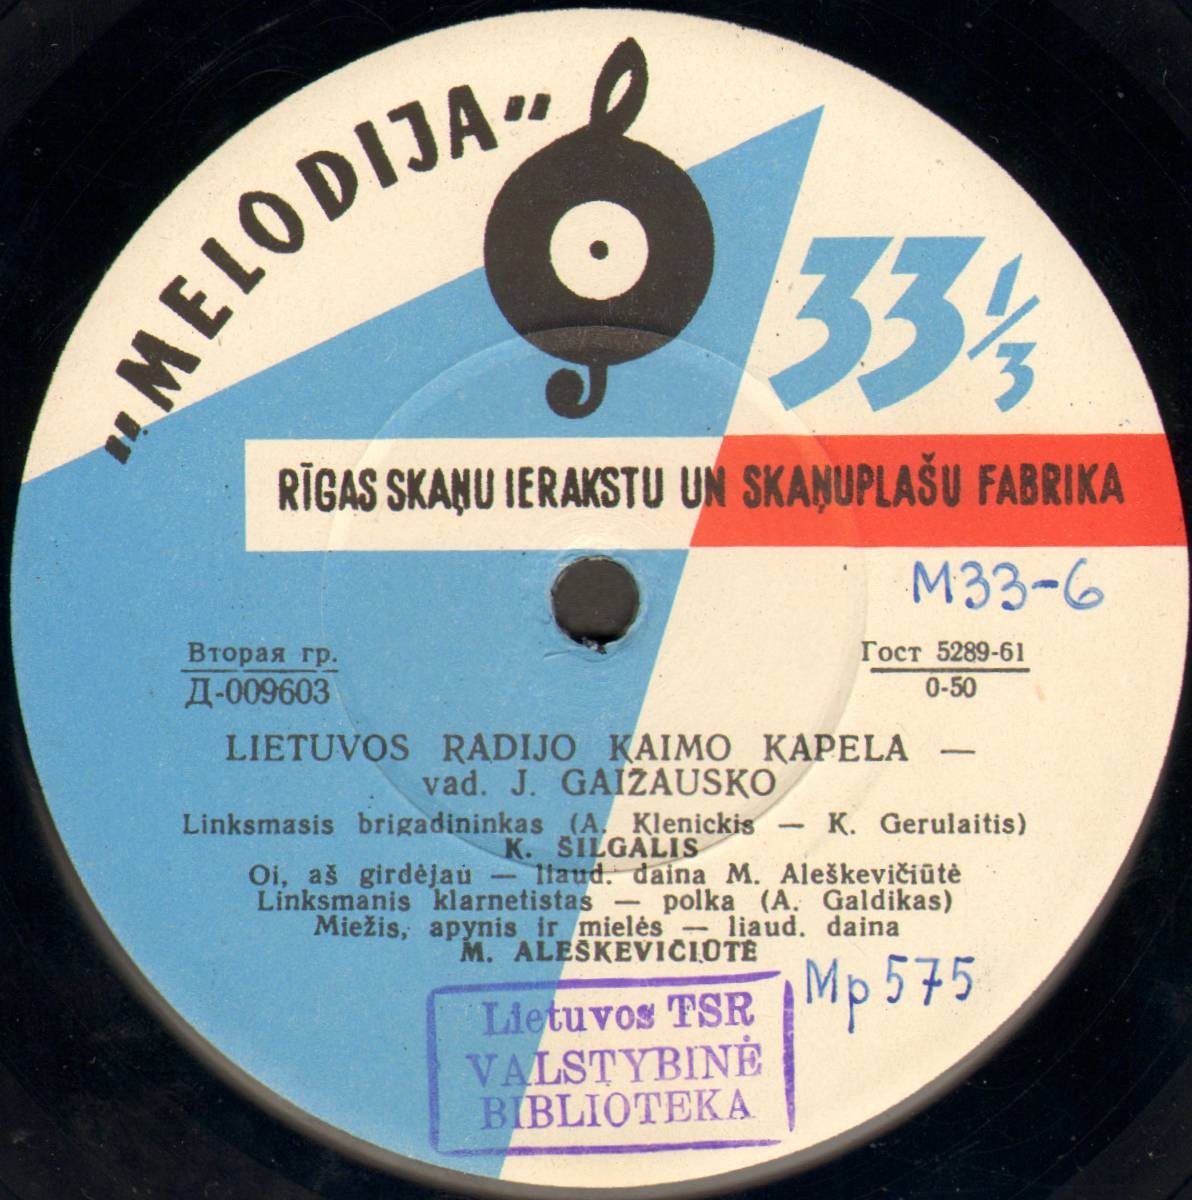 „MELODIJA“
33 1/3
RĪGAS SKAŅU IERAKSTU UN SKAŅUPLAŠU FABRIKA
M33-6
Вторая гр.
Д-009603
Гост 5289-61
0-50
LIETUVOS RADIJO KAIMO KAPELA —
vad. J. GAIŽAUSKO
Linksmasis brigadininkas (A. Klenickis — K. Gerulaitis)
K. ŠILGALIS
Oi, aš girdėjau — liaud. daina M. Aleškevičiūtė
Linksmanis klarnetistas — polka (A. Galdikas)
Miežis, apynis ir mielės — liaud. daina
M. ALEŠKEVIČIŪTĖ
Mp 575
Lietuvos TSR
VALSTYBINĖ
BIBLIOTEKA